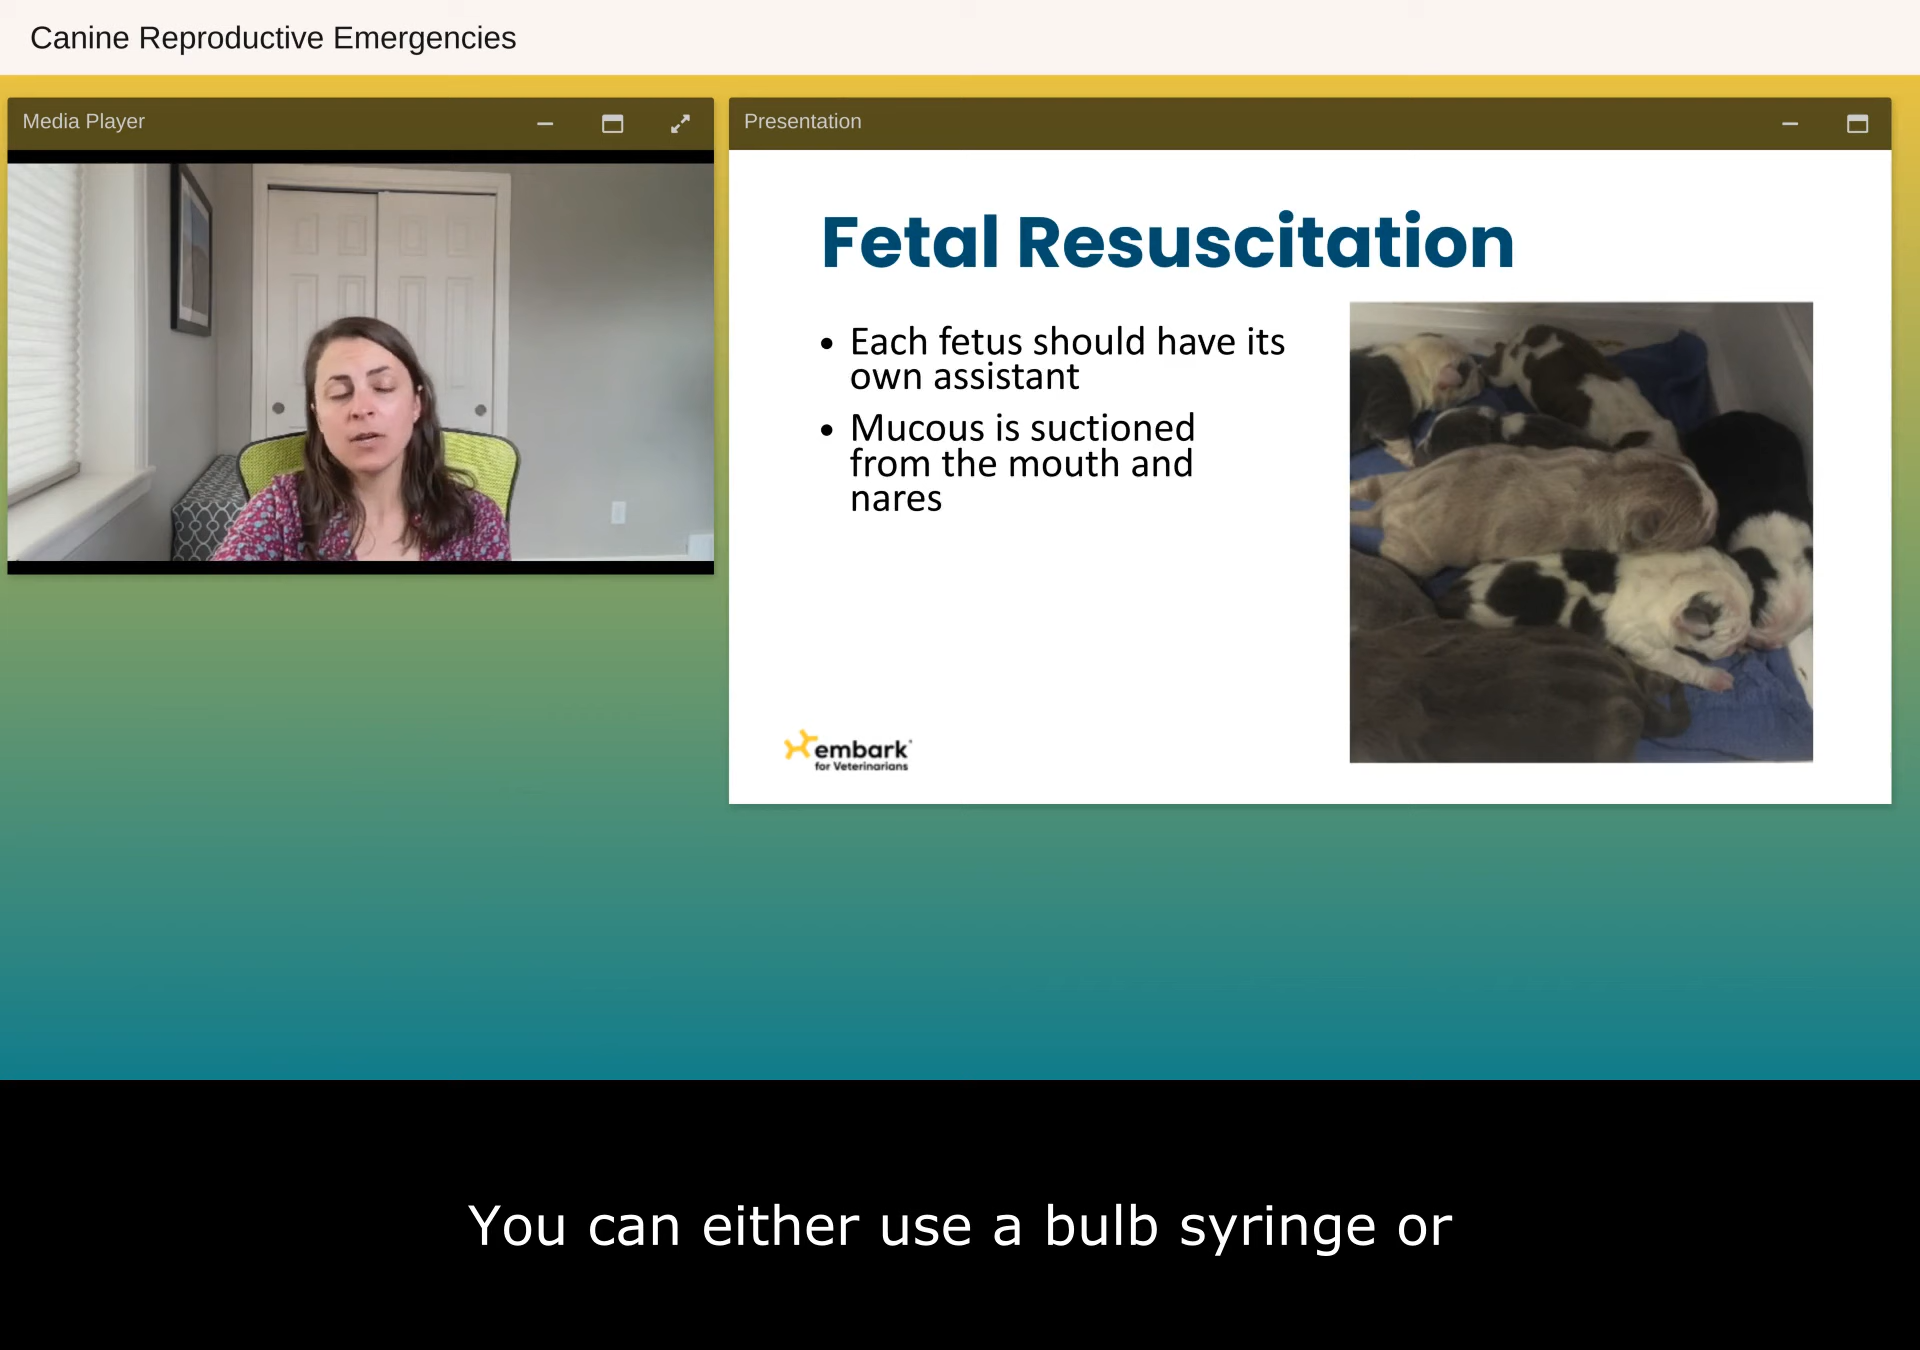 Canine Reproductive Emergencies
Media Player
Presentation
Fetal Resuscitation
• Each fetus should have its
own assistant
• Mucous is suctioned
from the mouth and
nares
embark
for Veterinarians
You can either use a bulb syringe or